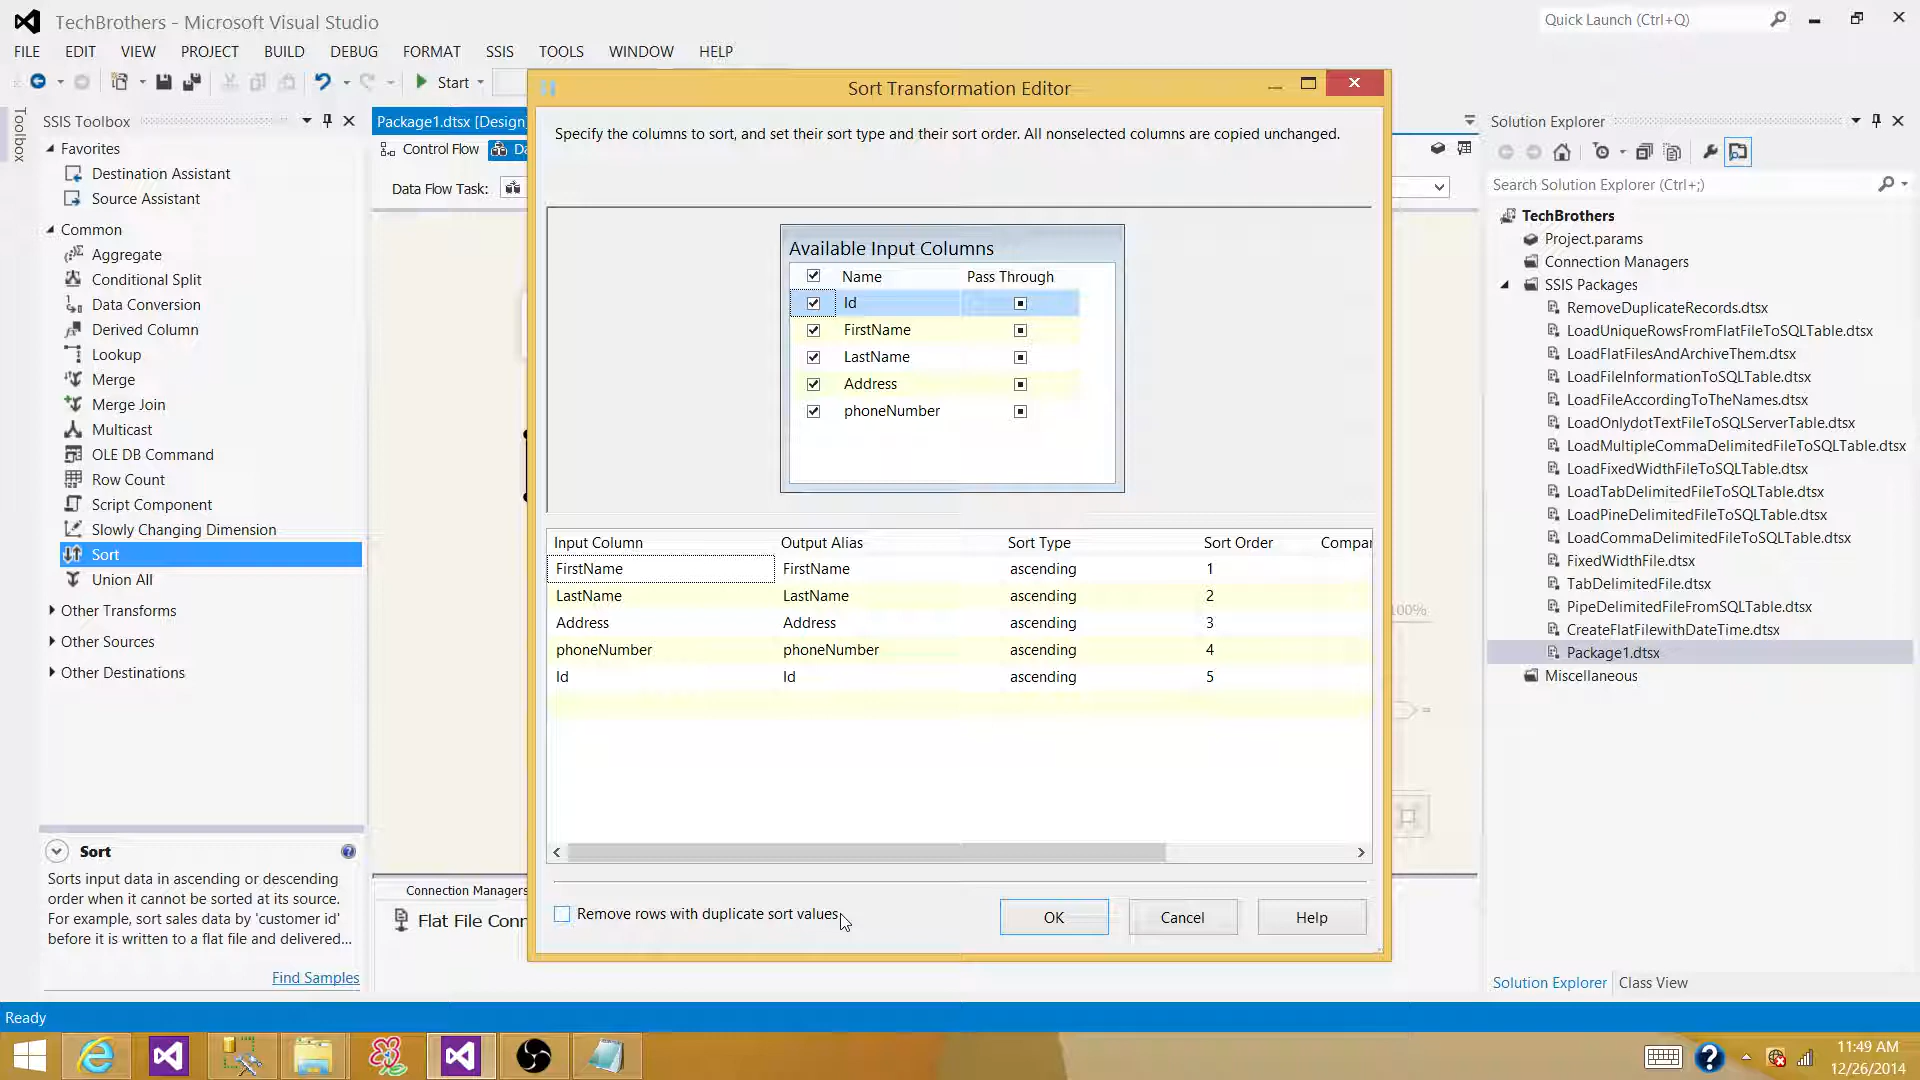 TechBrothers - Microsoft Visual Studio
Quick Launch (Ctrl+Q)
FILE EDIT VIEW PROJECT BUILD DEBUG FORMAT SSIS TOOLS WINDOW HELP
Start
Toolbox
SSIS Toolbox
Favorites
Destination Assistant
Source Assistant
Common
Aggregate
Conditional Split
Data Conversion
Derived Column
Lookup
Merge
Merge Join
Multicast
OLE DB Command
Row Count
Script Component
Slowly Changing Dimension
Sort
Union All
Other Transforms
Other Sources
Other Destinations
Sort
Sorts input data in ascending or descending
order when it cannot be sorted at its source.
For example, sort sales data by 'customer id'
before it is written to a flat file and delivered...
Find Samples
Package1.dtsx [Design]
Control Flow Da
Data Flow Task:
100%
Connection Managers
Flat File Conn
Sort Transformation Editor
Specify the columns to sort, and set their sort type and their sort order. All nonselected columns are copied unchanged.
Available Input Columns
Name Pass Through
Id
FirstName
LastName
Address
phoneNumber
Input Column Output Alias Sort Type Sort Order Compar
FirstName FirstName ascending 1
LastName LastName ascending 2
Address Address ascending 3
phoneNumber phoneNumber ascending 4
Id Id ascending 5
Remove rows with duplicate sort values
OK Cancel Help
Solution Explorer
Search Solution Explorer (Ctrl+;)
TechBrothers
Project.params
Connection Managers
SSIS Packages
RemoveDuplicateRecords.dtsx
LoadUniqueRowsFromFlatFileToSQLTable.dtsx
LoadFlatFilesAndArchiveThem.dtsx
LoadFileInformationToSQLTable.dtsx
LoadFileAccordingToTheNames.dtsx
LoadOnlydotTextFileToSQLServerTable.dtsx
LoadMultipleCommaDelimitedFileToSQLTable.dtsx
LoadFixedWidthFileToSQLTable.dtsx
LoadTabDelimitedFileToSQLTable.dtsx
LoadPineDelimitedFileToSQLTable.dtsx
LoadCommaDelimitedFileToSQLTable.dtsx
FixedWidthFile.dtsx
TabDelimitedFile.dtsx
PipeDelimitedFileFromSQLTable.dtsx
CreateFlatFilewithDateTime.dtsx
Package1.dtsx
Miscellaneous
Solution Explorer Class View
Ready
11:49 AM
12/26/2014